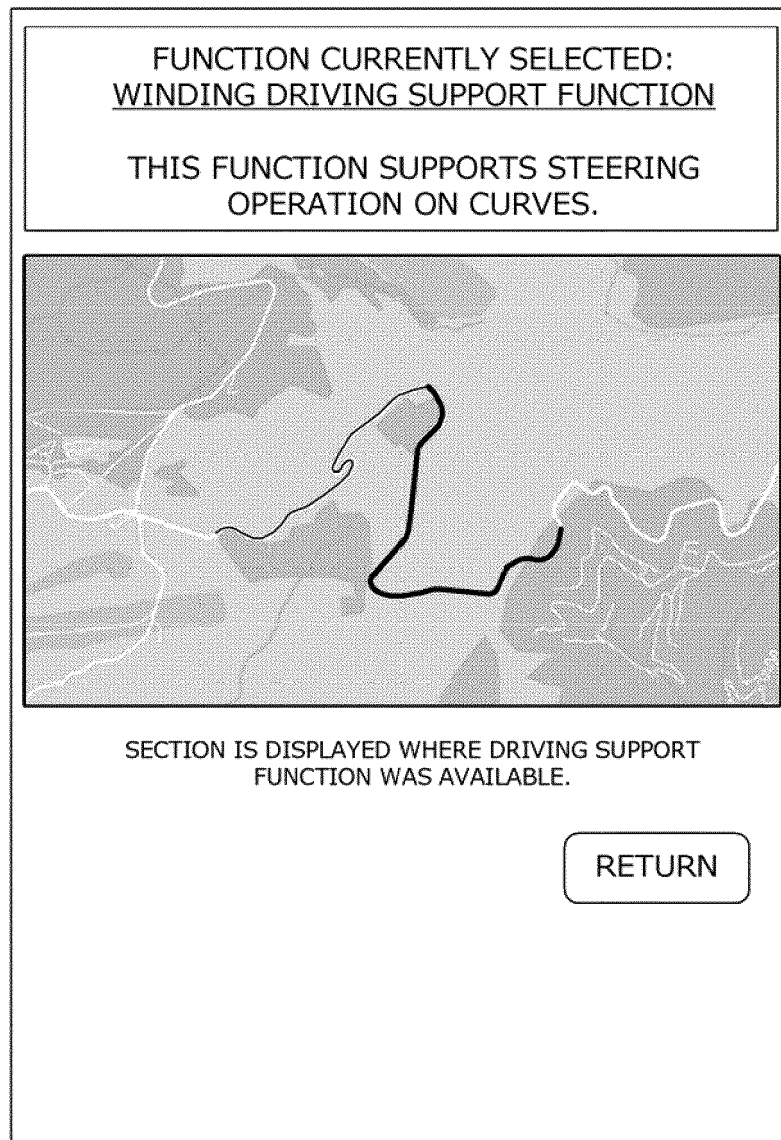 FUNCTION CURRENTLY SELECTED:
WINDING DRIVING SUPPORT FUNCTION
THIS FUNCTION SUPPORTS STEERING
OPERATION ON CURVES.
SECTION IS DISPLAYED WHERE DRIVING SUPPORT
FUNCTION WAS AVAILABLE.
RETURN